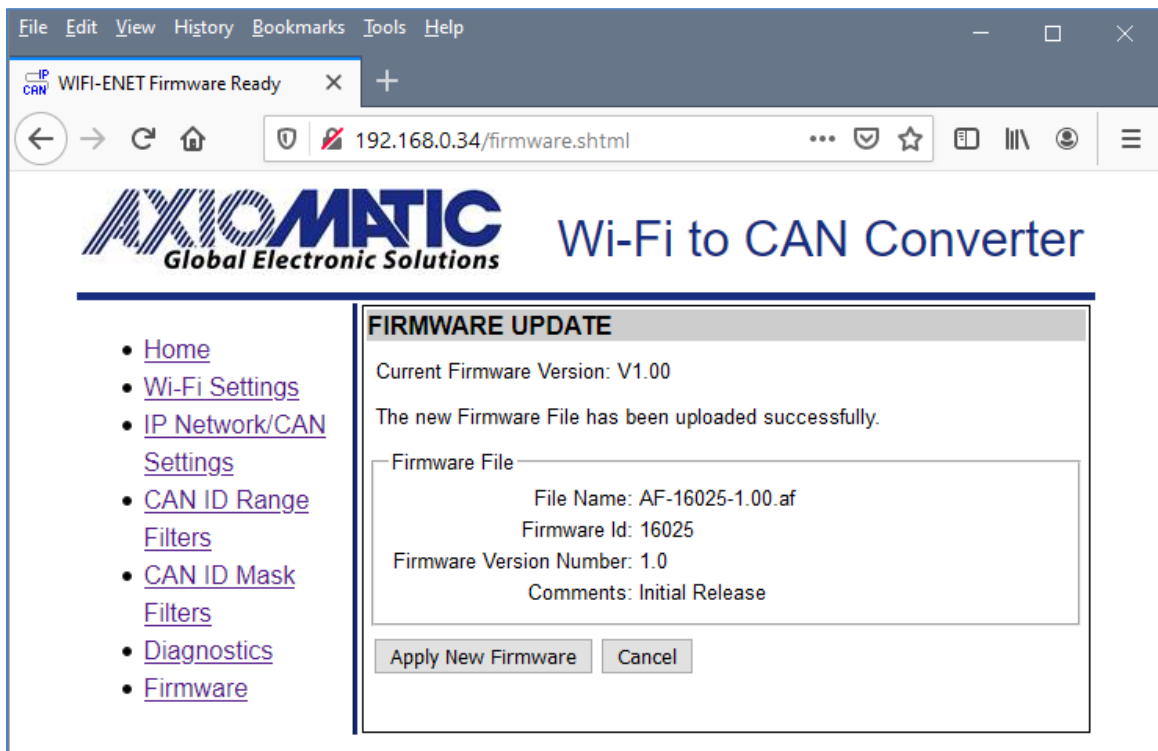 File Edit View History Bookmarks Tools Help
IP
CAN
WIFI-ENET Firmware Ready
192.168.0.34/firmware.shtml
AXIOMATIC
Global Electronic Solutions
Wi-Fi to CAN Converter
Home
Wi-Fi Settings
IP Network/CAN
Settings
CAN ID Range
Filters
CAN ID Mask
Filters
Diagnostics
Firmware
FIRMWARE UPDATE
Current Firmware Version: V1.00
The new Firmware File has been uploaded successfully.
Firmware File
File Name: AF-16025-1.00.af
Firmware Id: 16025
Firmware Version Number: 1.0
Comments: Initial Release
Apply New Firmware Cancel